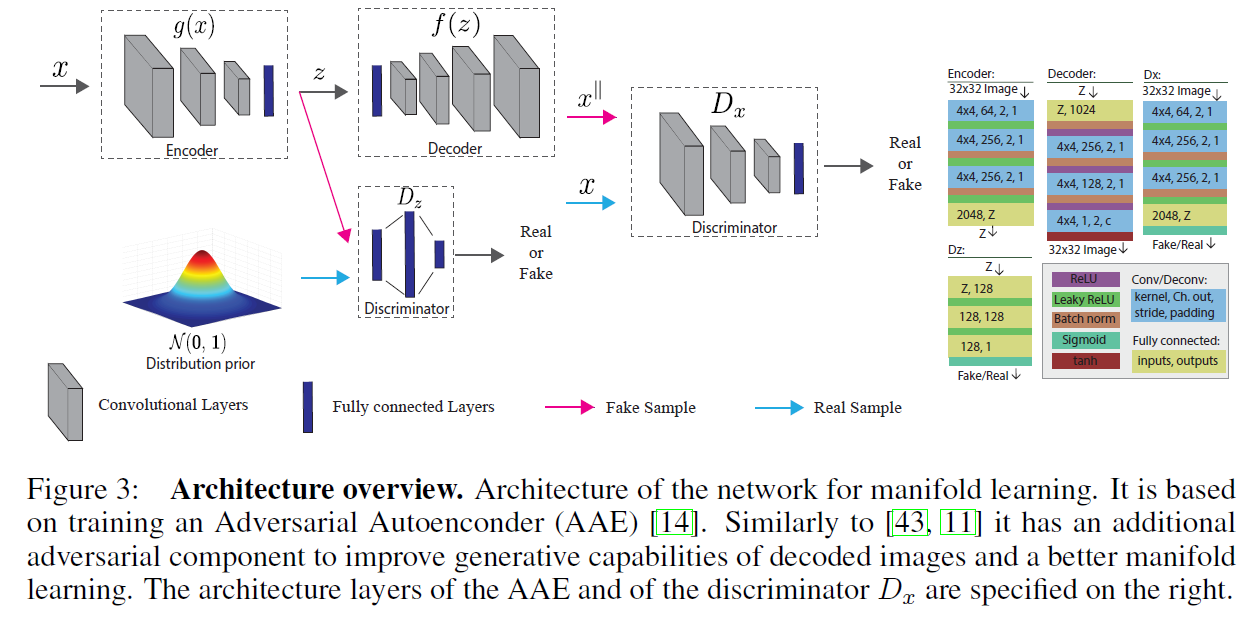 g(x)
f(z)
x
z
Encoder
Decoder
x∥
D_x
x
Discriminator
Real
or
Fake
D_z
Discriminator
Real
or
Fake
N(0, 1)
Distribution prior
Convolutional Layers
Fully connected Layers
Fake Sample
Real Sample
Encoder:
32x32 Image↓
4x4, 64, 2, 1
4x4, 256, 2, 1
4x4, 256, 2, 1
2048, Z
Z↓
Decoder:
Z ↓
Z, 1024
4x4, 256, 2, 1
4x4, 128, 2, 1
4x4, 1, 2, c
32x32 Image↓
Dx:
32x32 Image↓
4x4, 64, 2, 1
4x4, 256, 2, 1
4x4, 256, 2, 1
2048, Z
Fake/Real ↓
Dz:
Z↓
Z, 128
128, 128
128, 1
Fake/Real ↓
ReLU
Leaky ReLU
Batch norm
Sigmoid
tanh
Conv/Deconv:
kernel, Ch. out,
stride, padding
Fully connected:
inputs, outputs
Figure 3: Architecture overview. Architecture of the network for manifold learning. It is based
on training an Adversarial Autoenconder (AAE) [14]. Similarly to [43, 11] it has an additional
adversarial component to improve generative capabilities of decoded images and a better manifold
learning. The architecture layers of the AAE and of the discriminator D_x are specified on the right.